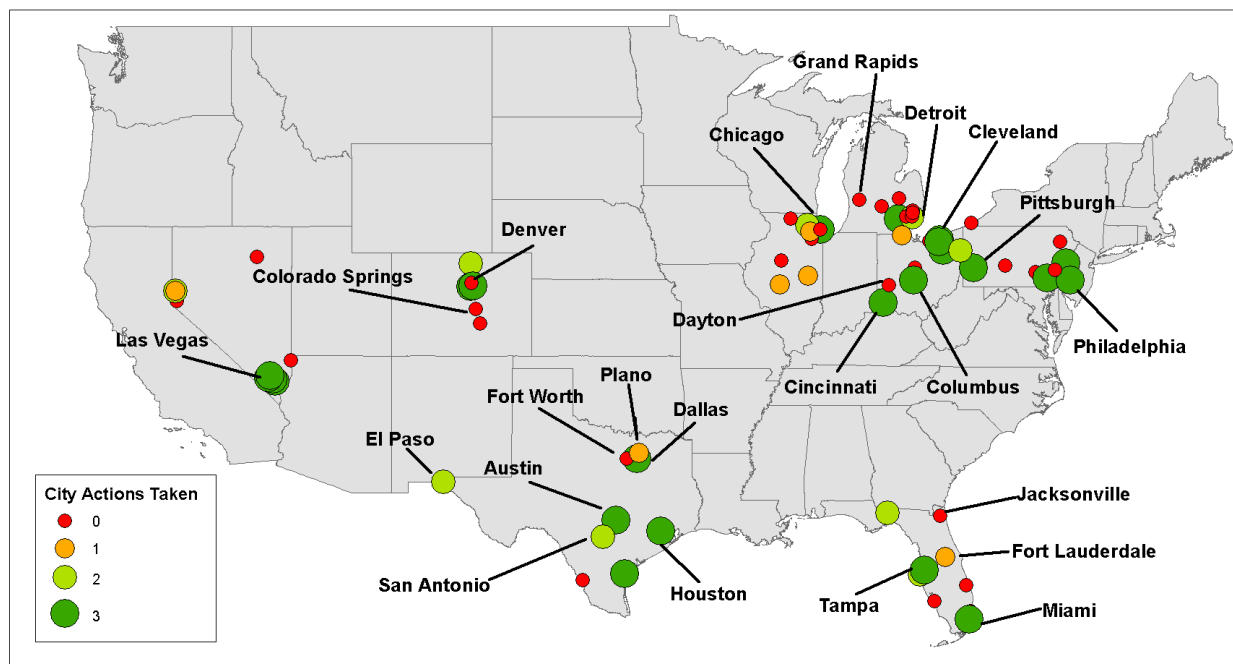 Grand Rapids
Detroit
Chicago
Cleveland
Pittsburgh
Denver
Colorado Springs
Las Vegas
Dayton
Philadelphia
Cincinnati
Columbus
Plano
Fort Worth
Dallas
El Paso
Austin
Jacksonville
Fort Lauderdale
San Antonio
Houston
Tampa
Miami
City Actions Taken
0
1
2
3